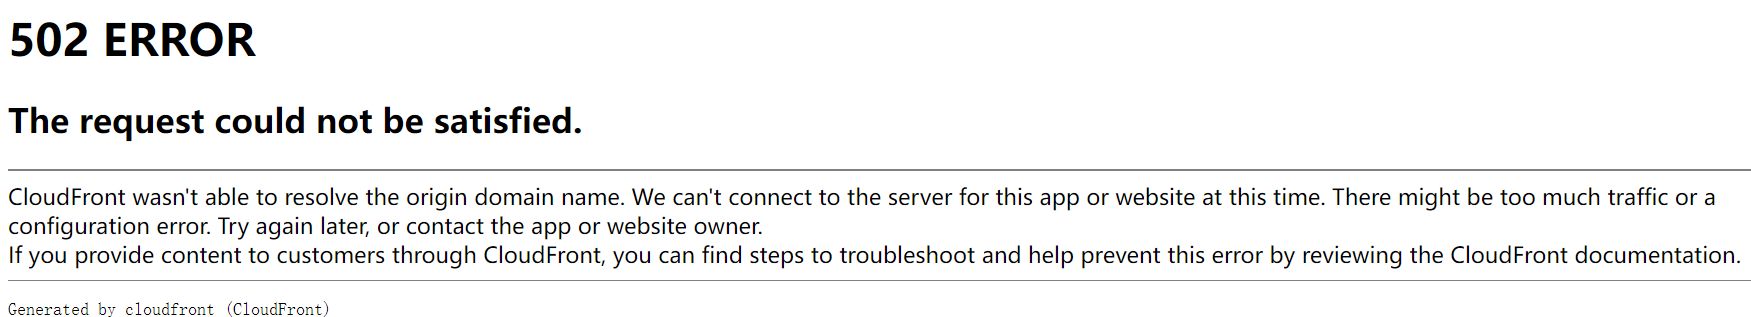 502 ERROR
The request could not be satisfied.
CloudFront wasn't able to resolve the origin domain name. We can't connect to the server for this app or website at this time. There might be too much traffic or a
configuration error. Try again later, or contact the app or website owner.
If you provide content to customers through CloudFront, you can find steps to troubleshoot and help prevent this error by reviewing the CloudFront documentation.
Generated by cloudfront (CloudFront)